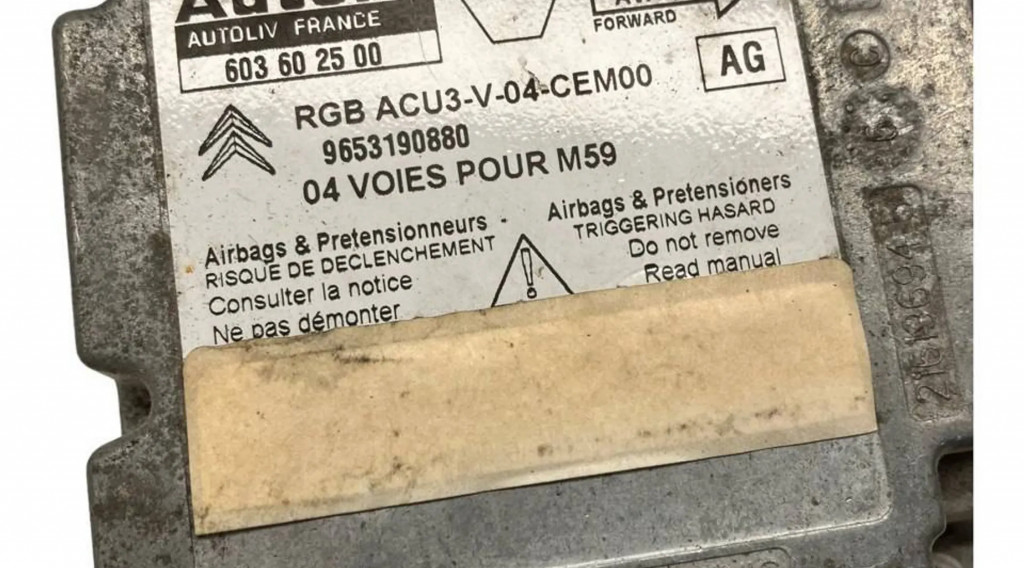 AUTOLIV FRANCE
603 60 25 00
FORWARD
AG
RGB ACU3-V-04-CEM00
9653190880
04 VOIES POUR M59
Airbags & Pretensionneurs
RISQUE DE DECLENCHEMENT
Consulter la notice
Ne pas démonter
Airbags & Pretensioners
TRIGGERING HASARD
Do not remove
Read manual